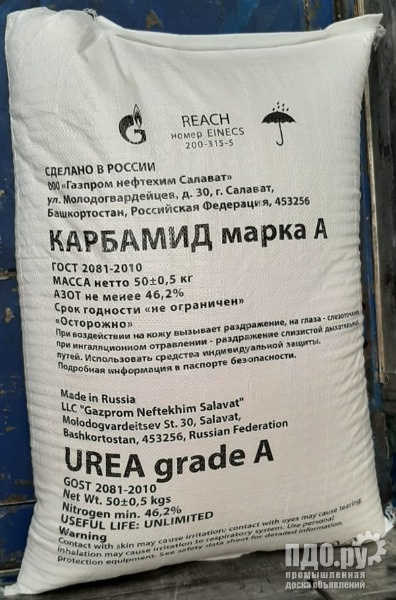 REACH
номер EINECS
200-315-5
СДЕЛАНО В РОССИИ
ООО «Газпром нефтехим Салават»
ул. Молодогвардейцев, д. 30, г. Салават,
Башкортостан, Российская Федерация, 453256
КАРБАМИД марка А
ГОСТ 2081-2010
МАССА нетто 50±0,5 кг
АЗОТ не менее 46,2%
Срок годности «не ограничен»
«Осторожно»
При воздействии на кожу вызывает раздражение, на глаза - слезоточение,
при ингаляционном отравлении - раздражение слизистой дыхательных
путей. Использовать средства индивидуальной защиты.
Подробная информация в паспорте безопасности.
Made in Russia
LLC "Gazprom Neftekhim Salavat"
Molodogvardeitsev St. 30, Salavat,
Bashkortostan, 453256, Russian Federation
UREA grade A
GOST 2081-2010
Net Wt. 50±0,5 kgs
Nitrogen min. 46,2%
USEFUL LIFE: UNLIMITED
Warning
Contact with skin may cause irritation; contact with eyes may cause tearing;
inhalation may cause irritation to respiratory system. Use personal
protection equipment. See safety data sheet for detailed information.
ПДО.ру
промышленная
доска объявлений